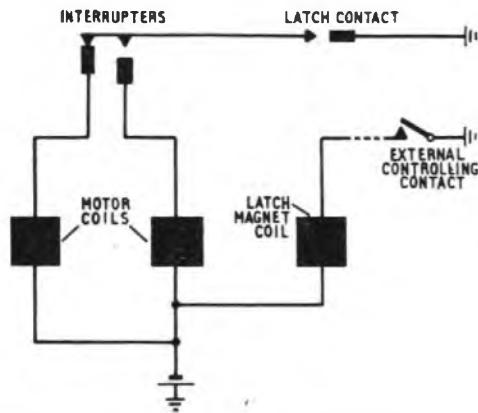 INTERRUPTERS
LATCH CONTACT
EXTERNAL
CONTROLLING
CONTACT
MOTOR
COILS
LATCH
MAGNET
COIL